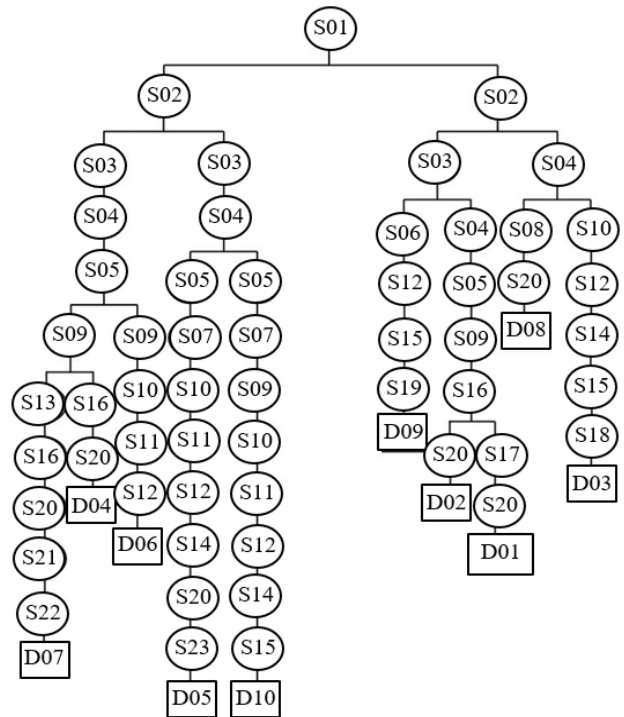 S01
S02 S02
S03 S03 S03 S04
S04 S04 S06 S04 S08 S10
S05 S05 S05 S12 S05 S20 S12
S09 S09 S07 S07 S15 S09 D08 S14
S13 S16 S10 S10 S09 S19 S16 S15
S16 S20 S11 S11 S10 D09 S20 S17 S18
S20 D04 S12 S12 S11 D02 S20 D03
S21 D06 S14 S12 D01
S22 S20 S14
D07 S23 S15
D05 D10